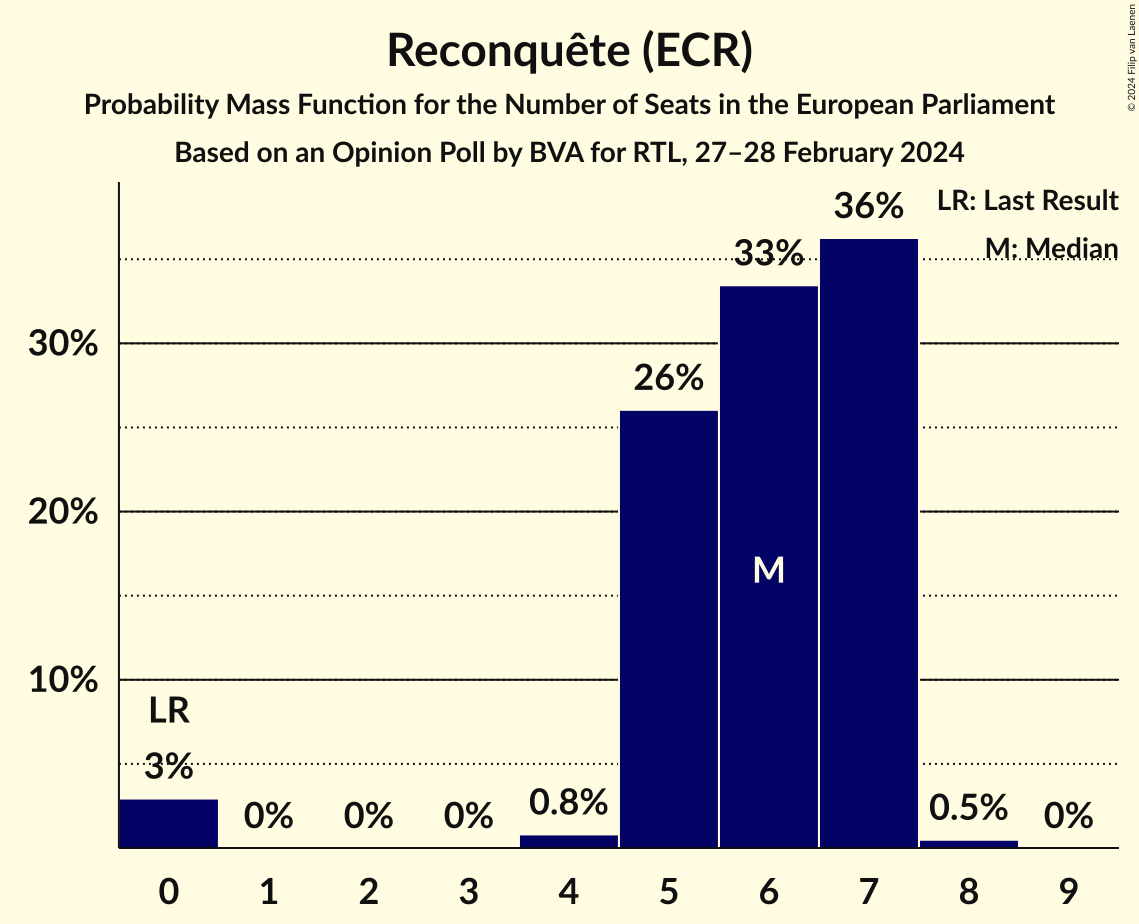 Reconquête (ECR)
Probability Mass Function for the Number of Seats in the European Parliament
Based on an Opinion Poll by BVA for RTL, 27–28 February 2024
© 2024 Filip van Laenen
LR: Last Result
M: Median
36%
33%
30%
26%
20%
M
10%
LR
3%
0%
0%
0%
0.8%
0.5%
0%
0 1 2 3 4 5 6 7 8 9